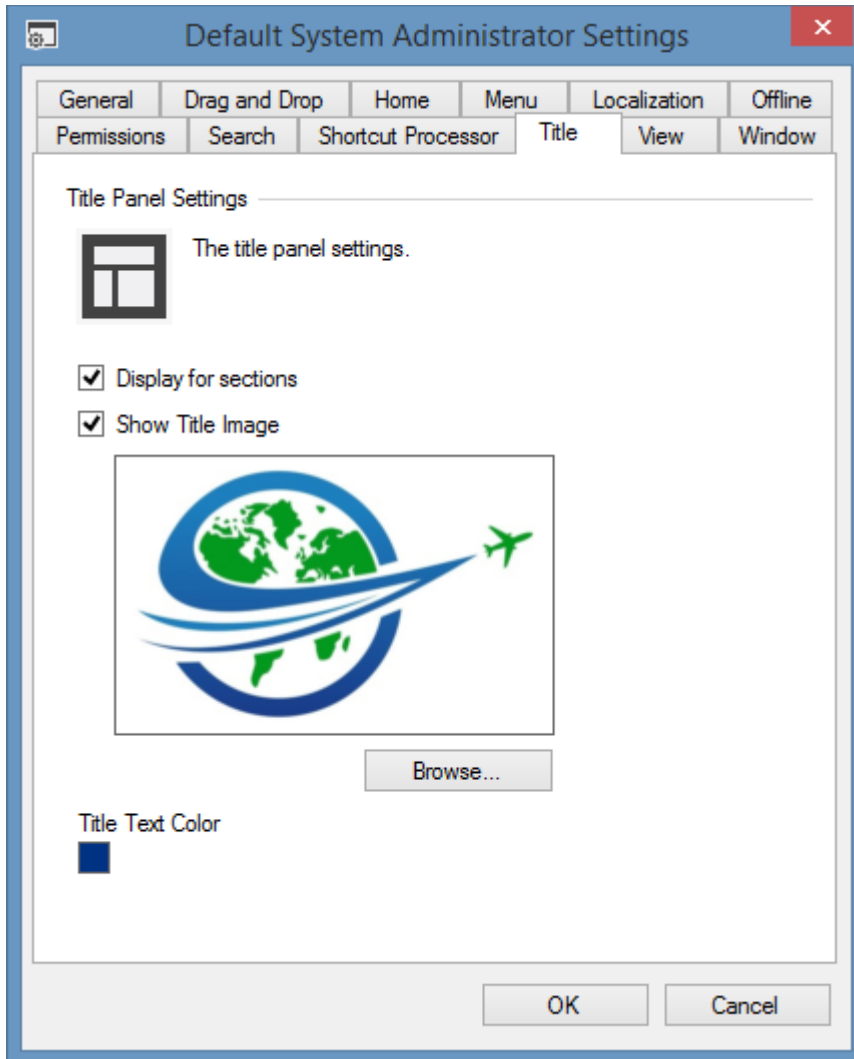 Default System Administrator Settings
General Drag and Drop Home Menu Localization Offline
Permissions Search Shortcut Processor Title View Window
Title Panel Settings
The title panel settings.
Display for sections
Show Title Image
Browse...
Title Text Color
OK Cancel